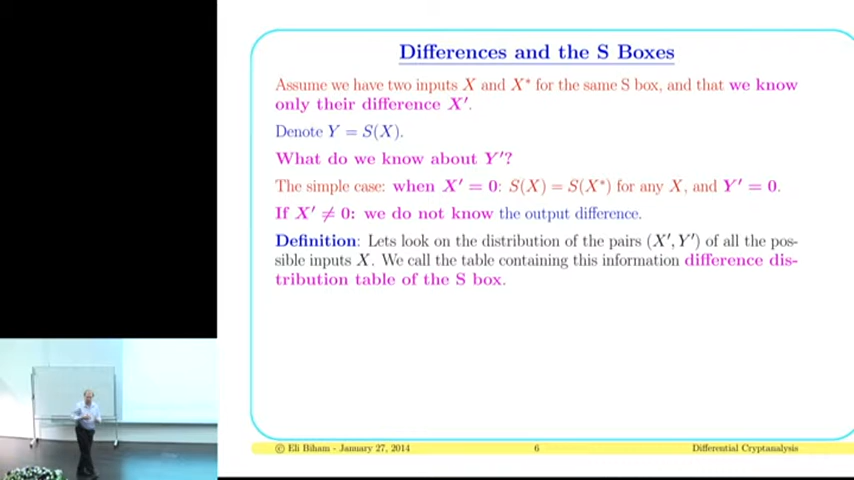 Differences and the S Boxes
Assume we have two inputs X and X* for the same S box, and that we know
only their difference X′.
Denote Y = S(X).
What do we know about Y′?
The simple case: when X′ = 0: S(X) = S(X*) for any X, and Y′ = 0.
If X′ ≠ 0: we do not know the output difference.
Definition: Lets look on the distribution of the pairs (X′, Y′) of all the pos-
sible inputs X. We call the table containing this information difference dis-
tribution table of the S box.
© Eli Biham - January 27, 2014 6 Differential Cryptanalysis